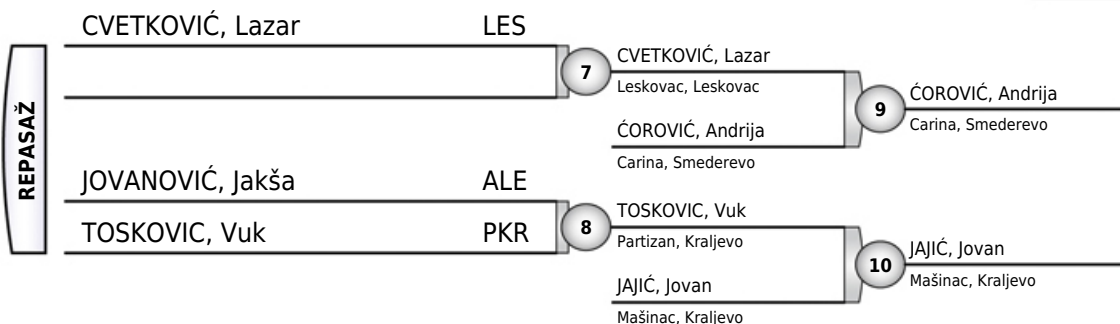 REPASAŽ
CVETKOVIĆ, Lazar LES
7
CVETKOVIĆ, Lazar
Leskovac, Leskovac
ĆOROVIĆ, Andrija
Carina, Smederevo
9
ĆOROVIĆ, Andrija
Carina, Smederevo
JOVANOVIĆ, Jakša ALE
TOSKOVIC, Vuk PKR
8
TOSKOVIC, Vuk
Partizan, Kraljevo
JAJIĆ, Jovan
Mašinac, Kraljevo
10
JAJIĆ, Jovan
Mašinac, Kraljevo